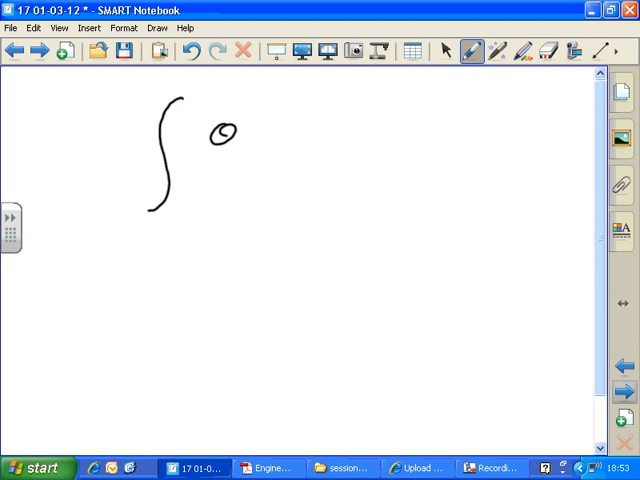 17 01-03-12 * - SMART Notebook
File Edit View Insert Format Draw Help
∫
start 17 01-0... Engine... session... Upload ... Recordi... ? 18:53